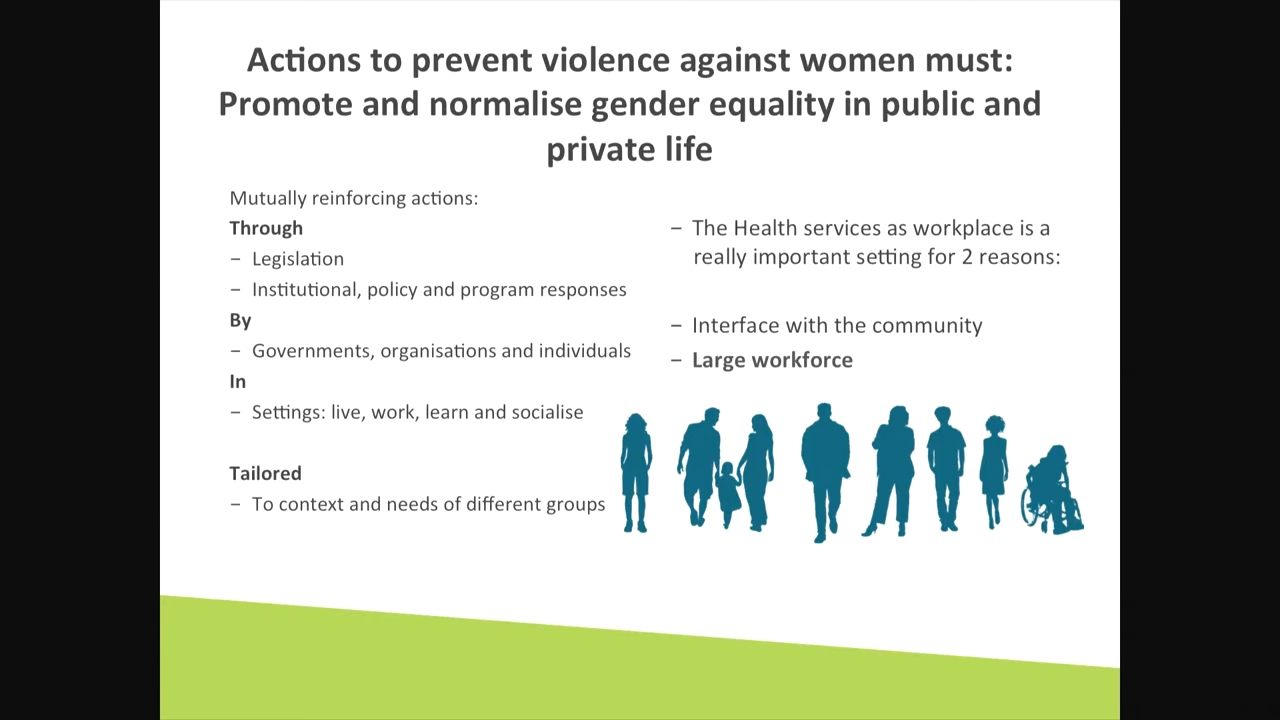 Actions to prevent violence against women must:
Promote and normalise gender equality in public and
private life
Mutually reinforcing actions:
Through
– Legislation
– Institutional, policy and program responses
By
– Governments, organisations and individuals
In
– Settings: live, work, learn and socialise
Tailored
– To context and needs of different groups
– The Health services as workplace is a
really important setting for 2 reasons:
– Interface with the community
– Large workforce